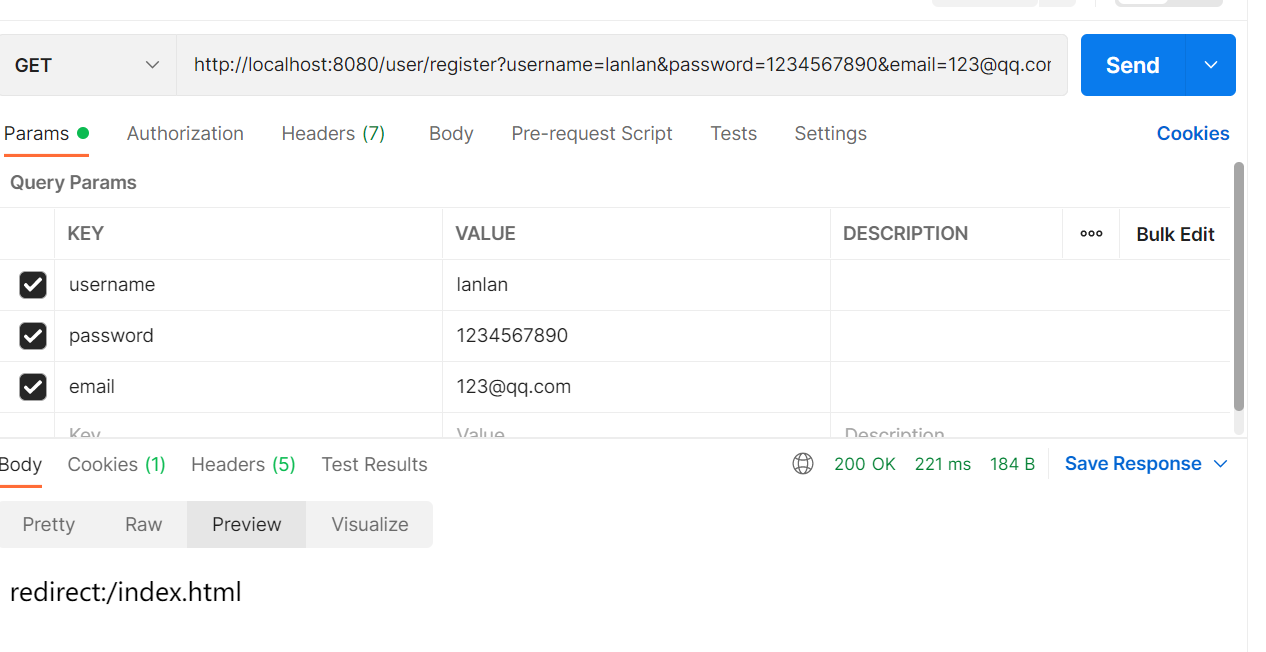 GET http://localhost:8080/user/register?username=lanlan&password=1234567890&email=123@qq.cor Send
Params Authorization Headers (7) Body Pre-request Script Tests Settings Cookies
Query Params
KEY VALUE DESCRIPTION Bulk Edit
username lanlan
password 1234567890
email 123@qq.com
Key Value Description
Body Cookies (1) Headers (5) Test Results 200 OK 221 ms 184 B Save Response
Pretty Raw Preview Visualize
redirect:/index.html